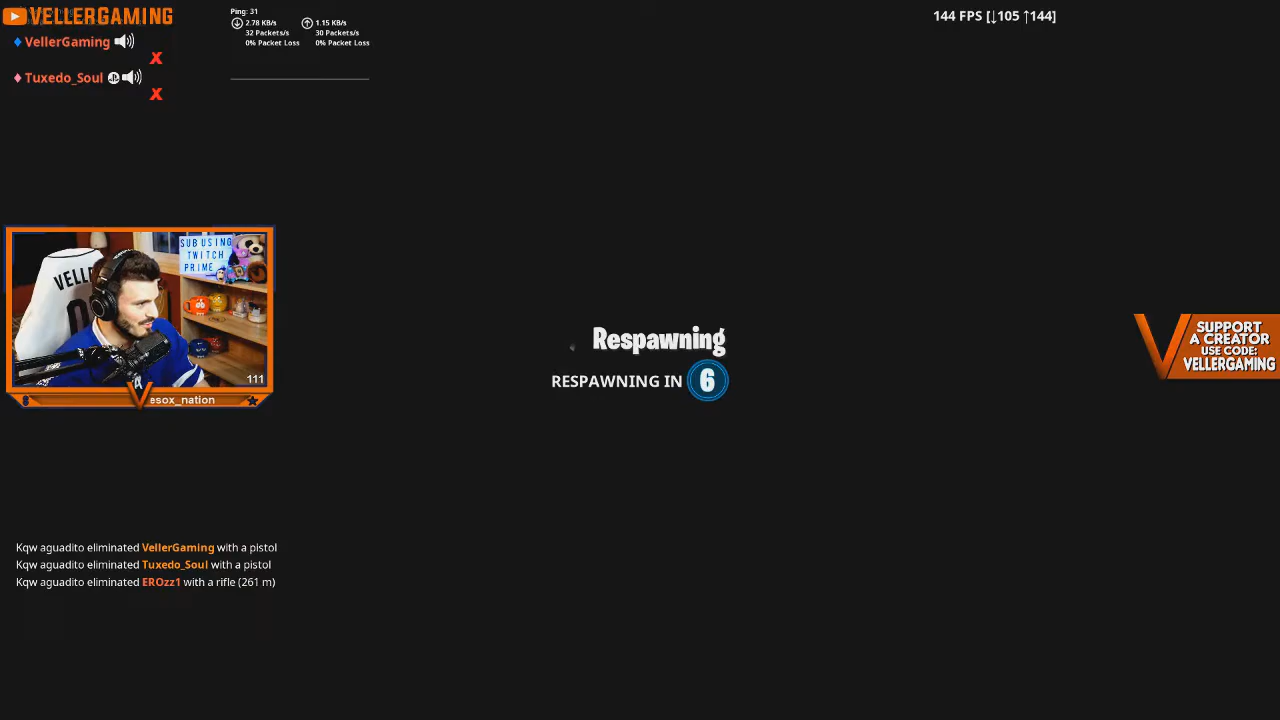 VELLERGAMING
VellerGaming
X
Tuxedo_Soul
X
Ping: 31
2.78 KB/s
1.15 KB/s
32 Packets/s
30 Packets/s
0% Packet Loss
0% Packet Loss
144 FPS [↓105 ↑144]
SUB USING
TWITCH
PRIME
VELL
111
esox_nation
Respawning
RESPAWNING IN 6
SUPPORT
A CREATOR
USE CODE:
VELLERGAMING
Kqw aguadito eliminated VellerGaming with a pistol
Kqw aguadito eliminated Tuxedo_Soul with a pistol
Kqw aguadito eliminated EROzz1 with a rifle (261 m)